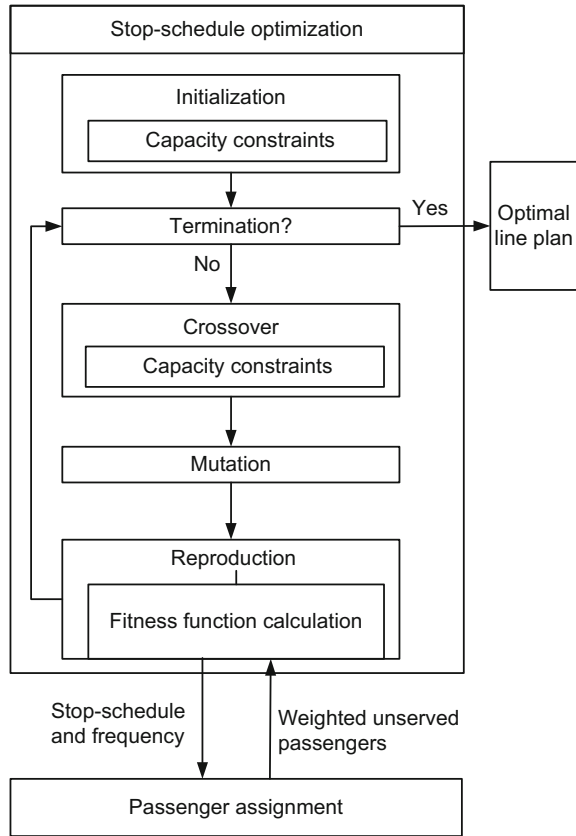 Stop-schedule optimization
Initialization
Capacity constraints
Termination?
Yes
Optimal
line plan
No
Crossover
Capacity constraints
Mutation
Reproduction
Fitness function calculation
Stop-schedule
and frequency
Weighted unserved
passengers
Passenger assignment